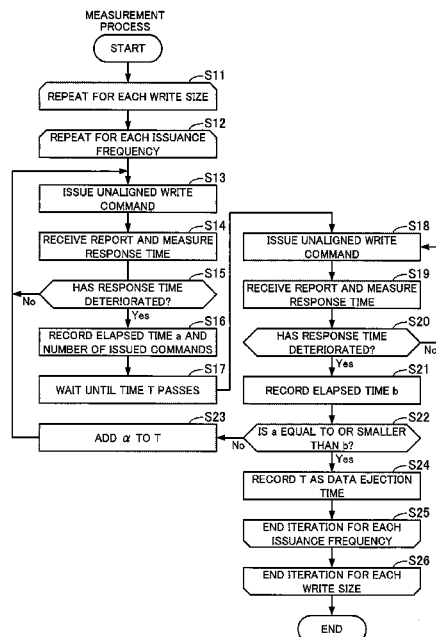 MEASUREMENT
PROCESS
START
S11
REPEAT FOR EACH WRITE SIZE
S12
REPEAT FOR EACH ISSUANCE
FREQUENCY
S13
ISSUE UNALIGNED WRITE
COMMAND
S14
RECEIVE REPORT AND MEASURE
RESPONSE TIME
S15
HAS RESPONSE TIME
DETERIORATED?
No
Yes
S16
RECORD ELAPSED TIME a AND
NUMBER OF ISSUED COMMANDS
S17
WAIT UNTIL TIME T PASSES
S18
ISSUE UNALIGNED WRITE
COMMAND
S19
RECEIVE REPORT AND MEASURE
RESPONSE TIME
S20
HAS RESPONSE TIME
DETERIORATED?
No
Yes
S21
RECORD ELAPSED TIME b
S22
IS a EQUAL TO OR SMALLER
THAN b?
No
Yes
S23
ADD α TO T
S24
RECORD T AS DATA EJECTION
TIME
S25
END ITERATION FOR EACH
ISSUANCE FREQUENCY
S26
END ITERATION FOR EACH
WRITE SIZE
END